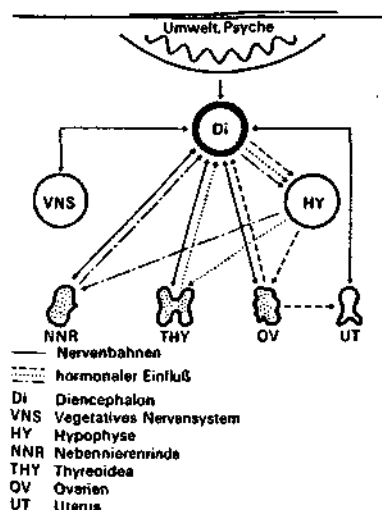 Umwelt, Psyche
Di
VNS
HY
NNR THY OV UT
Nervenbahnen
hormonaler Einfluß
Di Diencephalon
VNS Vegetatives Nervensystem
HY Hypophyse
NNR Nebennierenrinde
THY Thyreoidea
OV Ovarien
UT Uterus